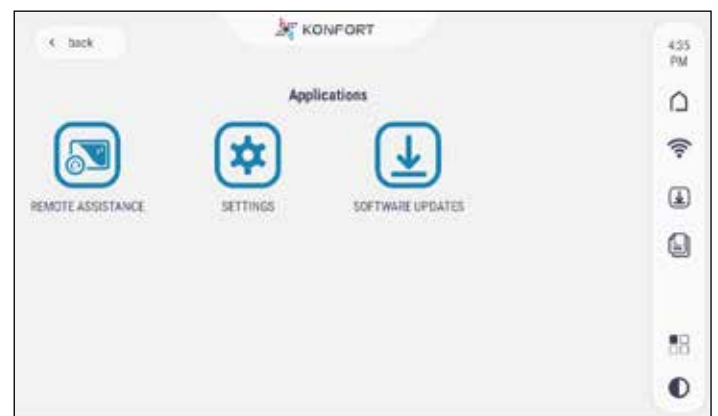 back
KONFORT
4:35
PM
Applications
REMOTE ASSISTANCE
SETTINGS
SOFTWARE UPDATES